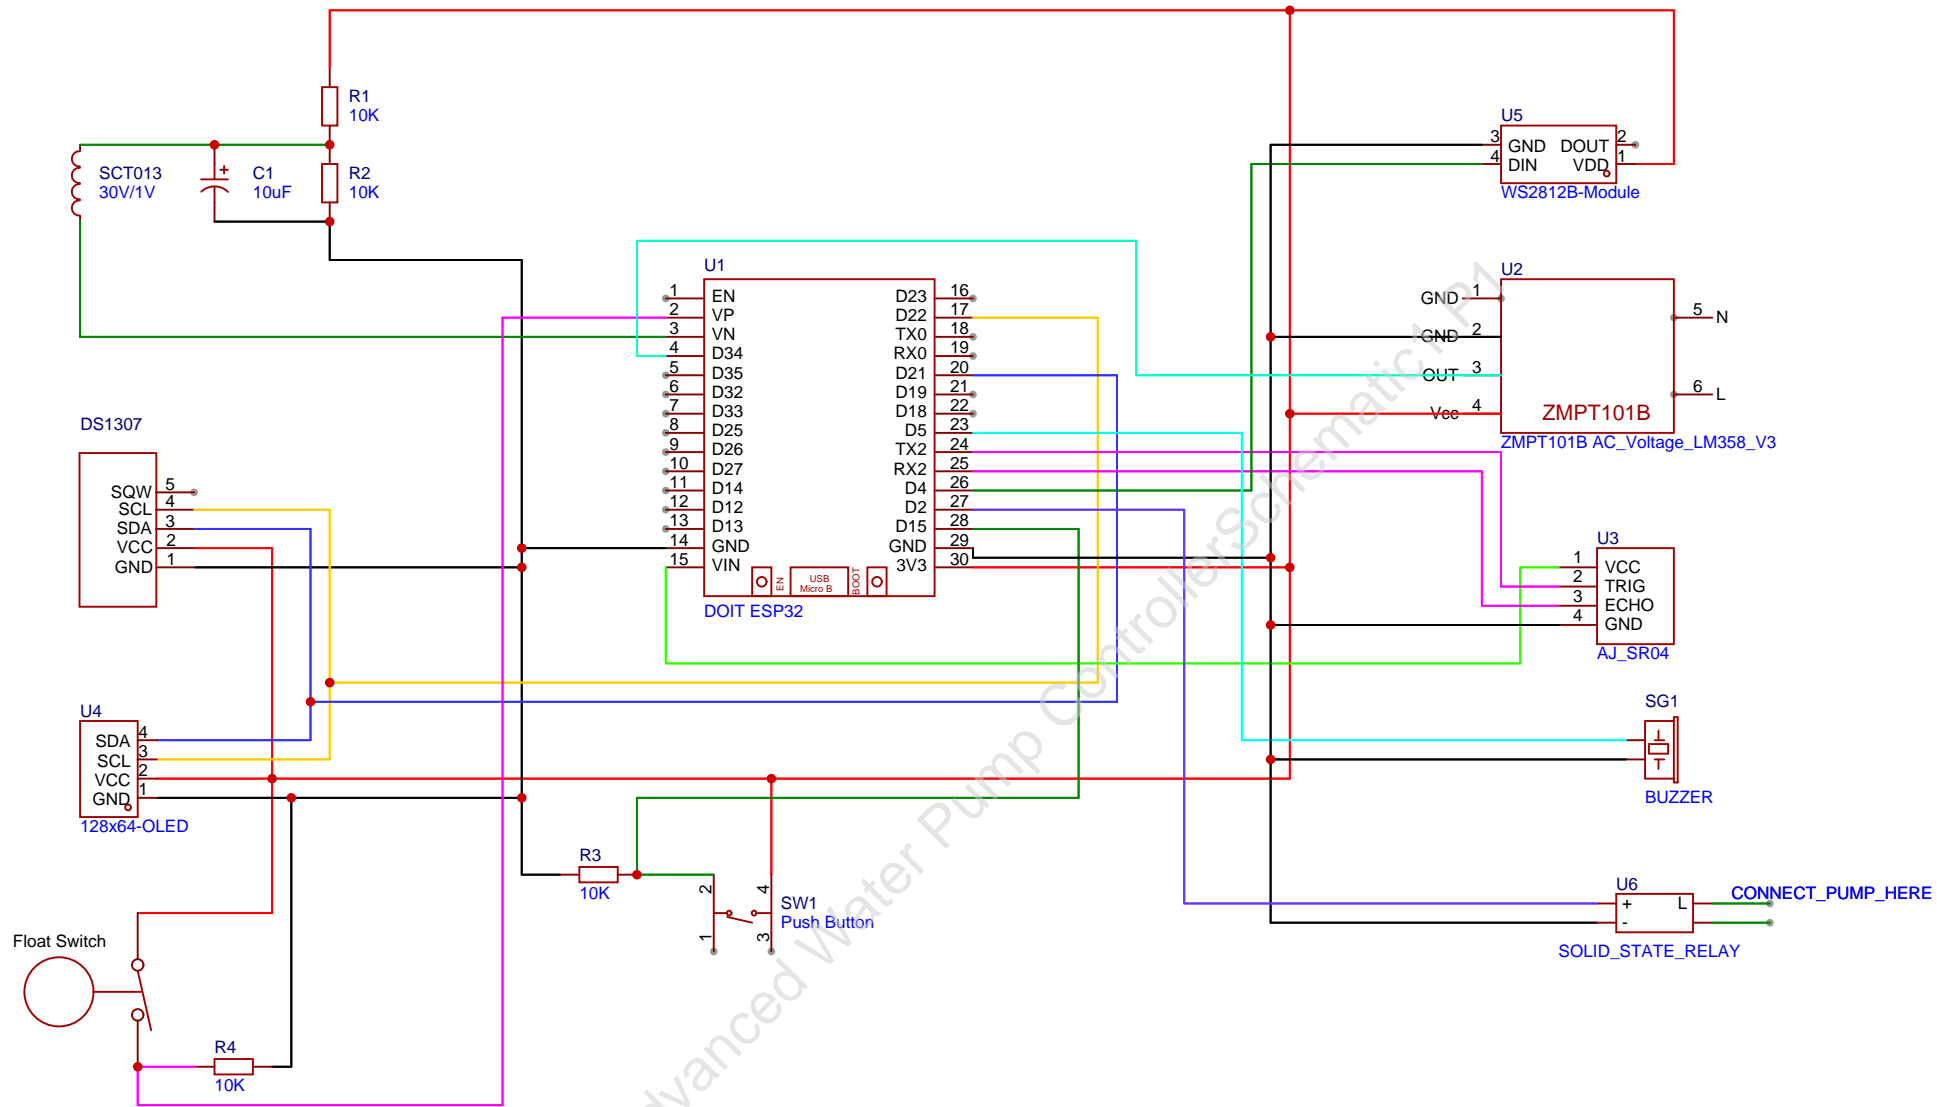 R1
10K
SCT013
30V/1V
C1
10uF
R2
10K
U5
3
GND
DOUT
2
4
DIN
VDD
1
WS2812B-Module
U1
1
EN
D23
16
2
VP
D22
17
3
VN
TX0
18
4
D34
RX0
19
5
D35
D21
20
6
D32
D19
21
7
D33
D18
22
8
D25
D5
23
9
D26
TX2
24
10
D27
RX2
25
11
D14
D4
26
12
D12
D2
27
13
D13
D15
28
14
GND
GND
29
15
VIN
3V3
30
EN
USB
Micro B
BOOT
DOIT ESP32
U2
GND
1
GND
2
OUT
3
Vcc
4
5
N
6
L
ZMPT101B
ZMPT101B AC_Voltage_LM358_V3
DS1307
SQW
5
SCL
4
SDA
3
VCC
2
GND
1
U3
1
VCC
2
TRIG
3
ECHO
4
GND
AJ_SR04
U4
SDA
4
SCL
3
VCC
2
GND
1
128x64-OLED
SG1
BUZZER
R3
10K
2
4
1
3
SW1
Push Button
U6
+
L
-
CONNECT_PUMP_HERE
SOLID_STATE_RELAY
Float Switch
R4
10K
dvanced Water Pump ControllerSchematic1 P1